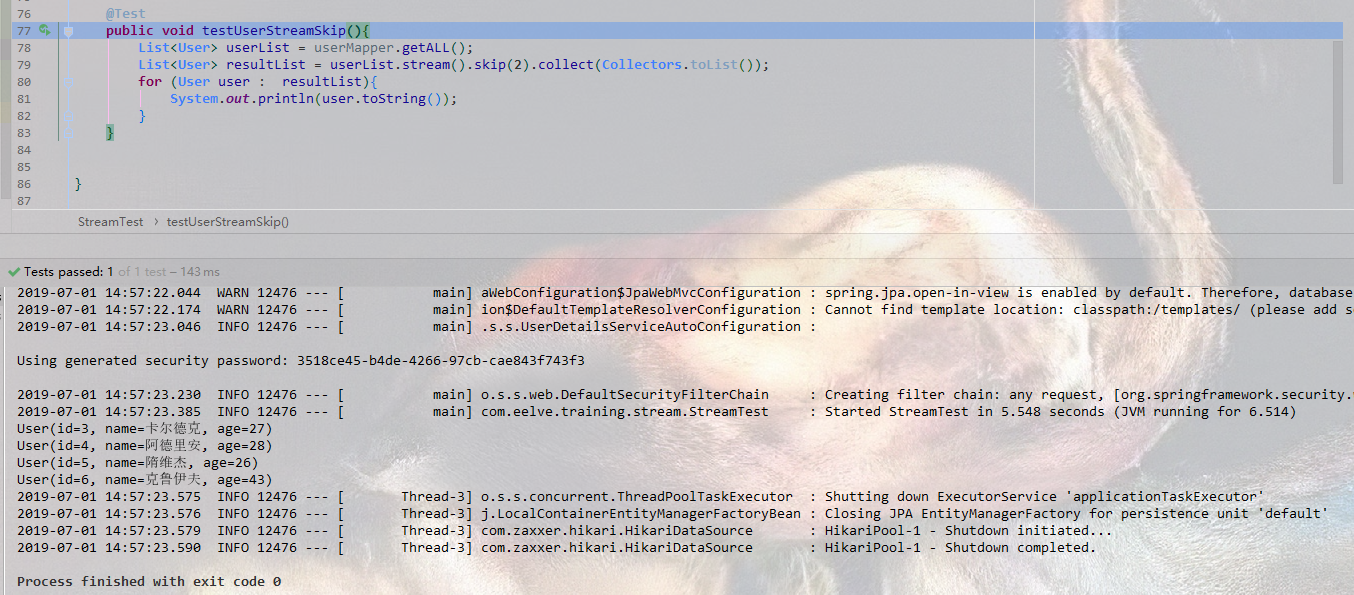 76 @Test
77 public void testUserStreamSkip(){
78 List<User> userList = userMapper.getALL();
79 List<User> resultList = userList.stream().skip(2).collect(Collectors.toList());
80 for (User user :  resultList){
81 System.out.println(user.toString());
82 }
83 }
84
85
86 }
87
StreamTest > testUserStreamSkip()
Tests passed: 1 of 1 test – 143 ms
2019-07-01 14:57:22.044  WARN 12476 --- [           main] aWebConfiguration$JpaWebMvcConfiguration : spring.jpa.open-in-view is enabled by default. Therefore, database
2019-07-01 14:57:22.174  WARN 12476 --- [           main] ion$DefaultTemplateResolverConfiguration : Cannot find template location: classpath:/templates/ (please add s
2019-07-01 14:57:23.046  INFO 12476 --- [           main] .s.s.UserDetailsServiceAutoConfiguration :
Using generated security password: 3518ce45-b4de-4266-97cb-cae843f743f3
2019-07-01 14:57:23.230  INFO 12476 --- [           main] o.s.s.web.DefaultSecurityFilterChain     : Creating filter chain: any request, [org.springframework.security.
2019-07-01 14:57:23.385  INFO 12476 --- [           main] com.eelve.training.stream.StreamTest     : Started StreamTest in 5.548 seconds (JVM running for 6.514)
User(id=3, name=卡尔德克, age=27)
User(id=4, name=阿德里安, age=28)
User(id=5, name=隋维杰, age=26)
User(id=6, name=克鲁伊夫, age=43)
2019-07-01 14:57:23.575  INFO 12476 --- [       Thread-3] o.s.s.concurrent.ThreadPoolTaskExecutor  : Shutting down ExecutorService 'applicationTaskExecutor'
2019-07-01 14:57:23.576  INFO 12476 --- [       Thread-3] j.LocalContainerEntityManagerFactoryBean : Closing JPA EntityManagerFactory for persistence unit 'default'
2019-07-01 14:57:23.579  INFO 12476 --- [       Thread-3] com.zaxxer.hikari.HikariDataSource       : HikariPool-1 - Shutdown initiated...
2019-07-01 14:57:23.590  INFO 12476 --- [       Thread-3] com.zaxxer.hikari.HikariDataSource       : HikariPool-1 - Shutdown completed.
Process finished with exit code 0